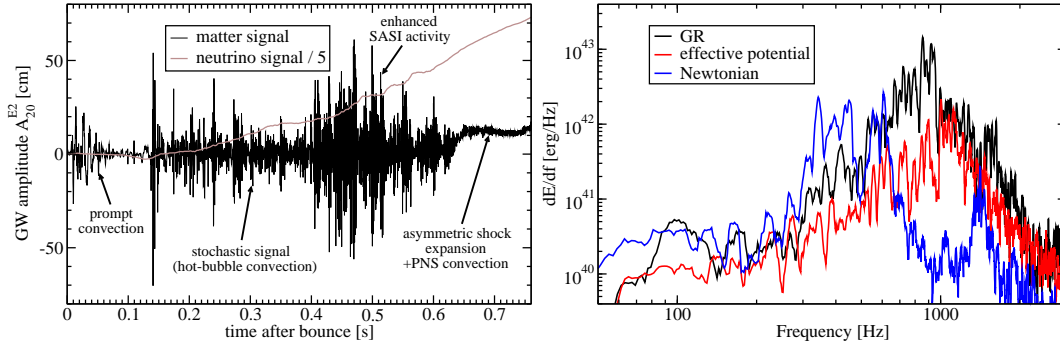 enhanced
SASI activity
matter signal
neutrino signal / 5
50
0
-50
GW amplitude A_20^E2 [cm]
prompt
convection
stochastic signal
(hot-bubble convection)
asymmetric shock
expansion
+PNS convection
0 0.1 0.2 0.3 0.4 0.5 0.6 0.7
time after bounce [s]
GR
effective potential
Newtonian
10^43
10^42
10^41
10^40
dE/df [erg/Hz]
100 1000
Frequency [Hz]